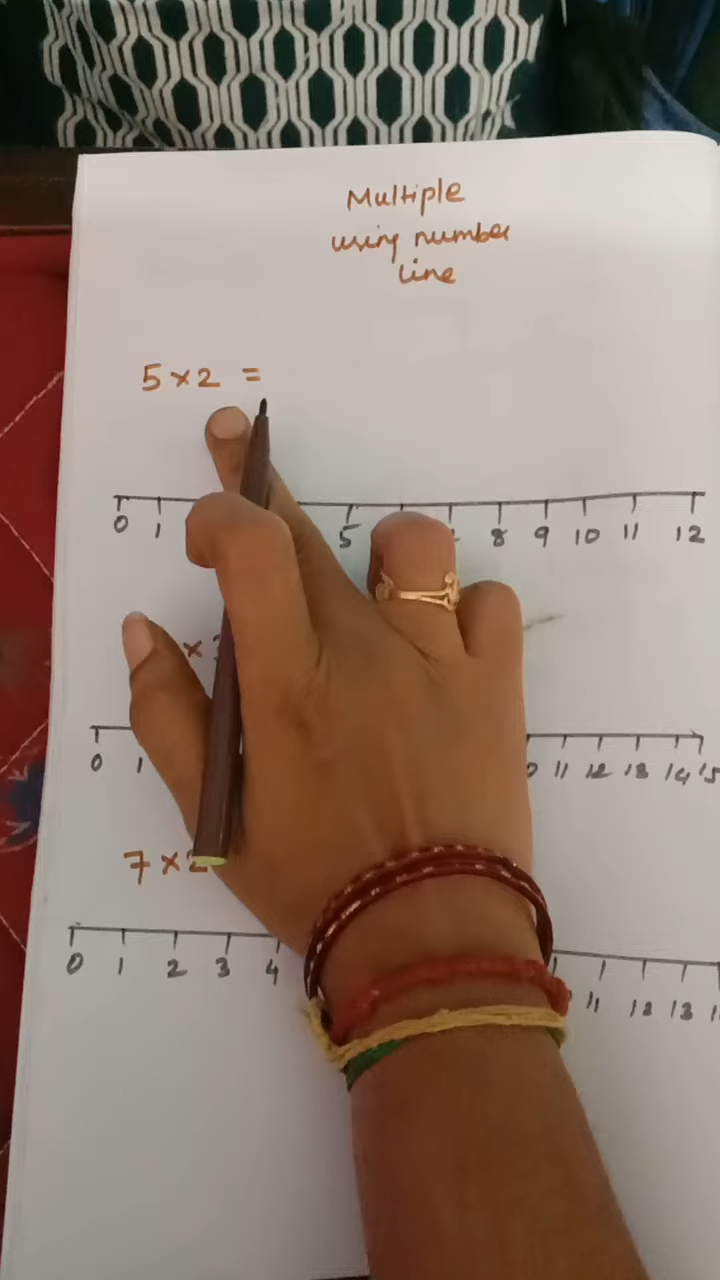 Multiple
using number
line
5 × 2 =
0 1 5 8 9 10 11 12
×
0 1 11 12 13 14 15
7 × 2
0 1 2 3 4 11 12 13